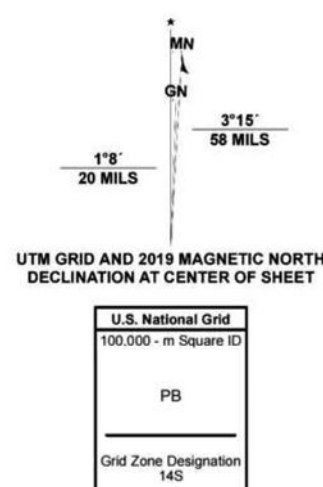 ★
MN
GN
3°15´
58 MILS
1°8´
20 MILS
UTM GRID AND 2019 MAGNETIC NORTH
DECLINATION AT CENTER OF SHEET
U.S. National Grid
100,000 - m Square ID
PB
Grid Zone Designation
14S